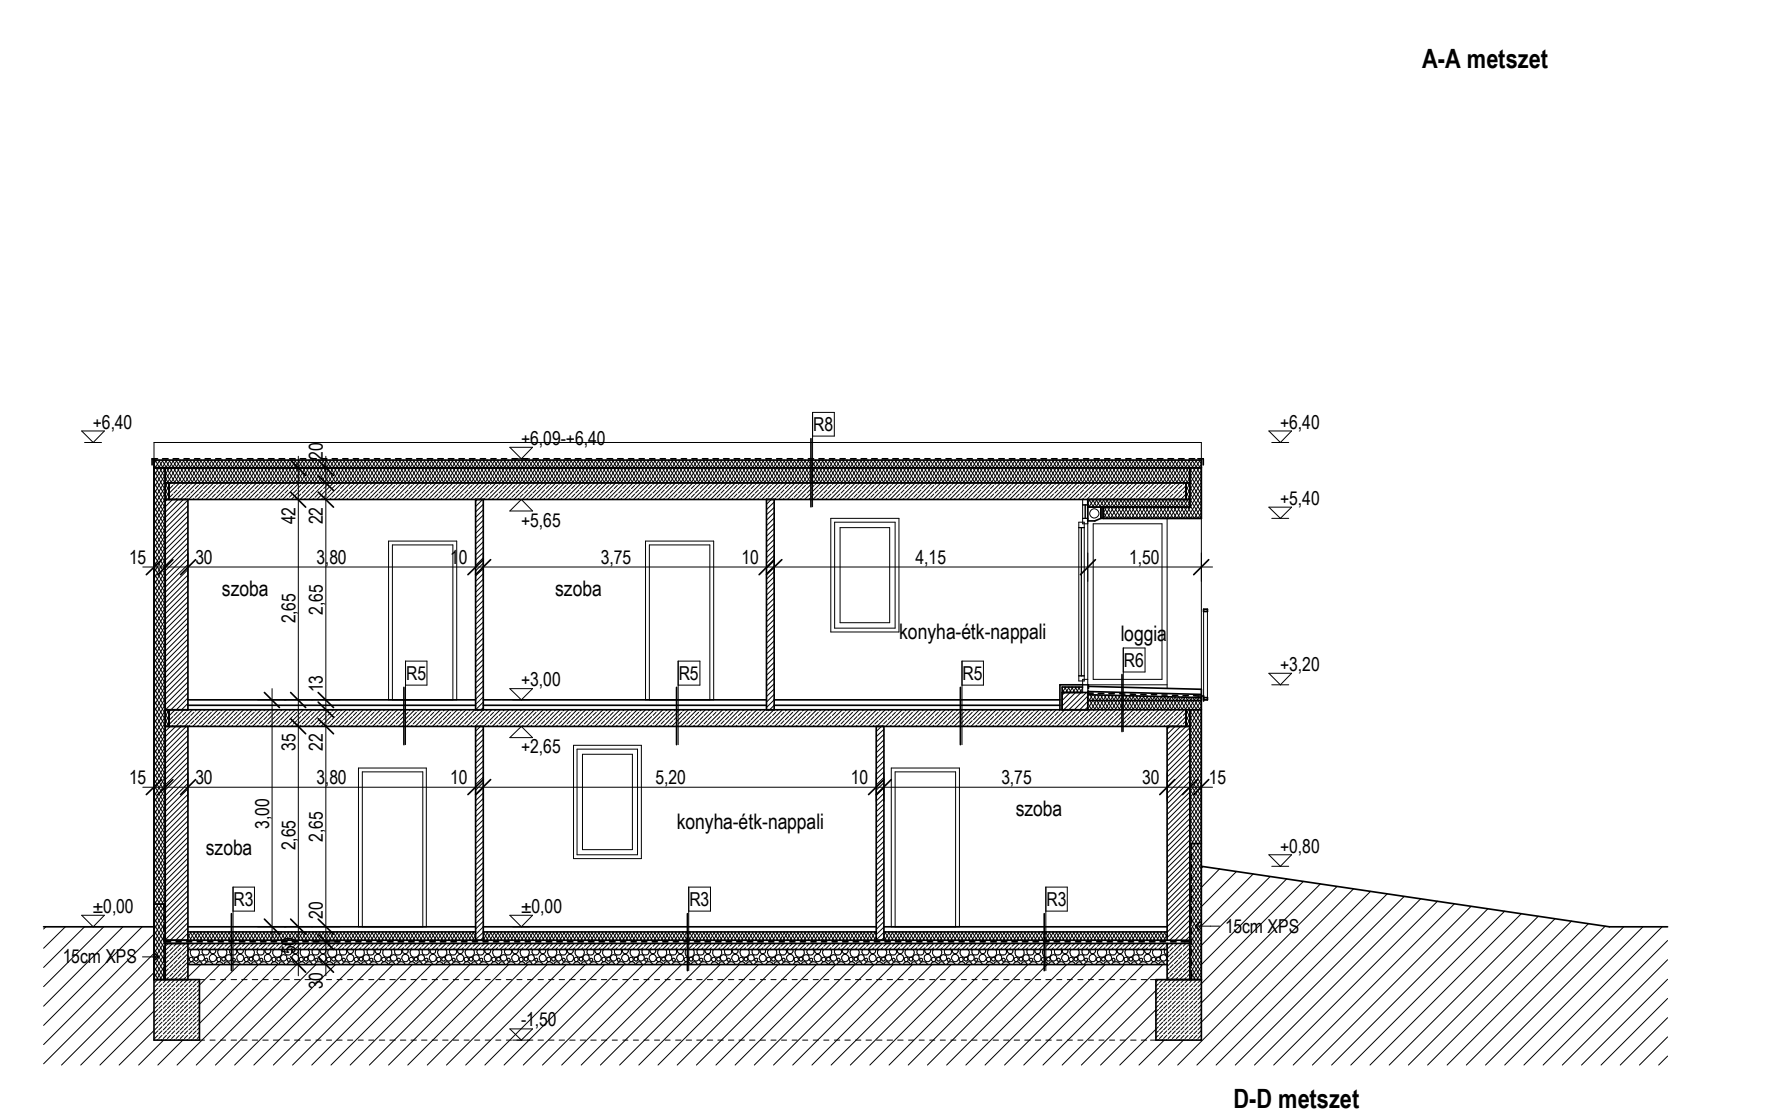 A-A metszet
+6,40
R8
+6,40
+6,09-+6,40
20
+5,40
42
22
+5,65
15
30
3,80
10
3,75
10
4,15
1,50
szoba
szoba
2,65
2,65
konyha-étk-nappali
loggia
R5
R5
R5
R6
+3,20
13
+3,00
35
22
+2,65
15
30
3,80
10
5,20
10
3,75
30
15
3,00
2,65
2,65
konyha-étk-nappali
szoba
szoba
+0,80
R3
R3
R3
±0,00
20
±0,00
15cm XPS
50
15cm XPS
30
-1,50
D-D metszet